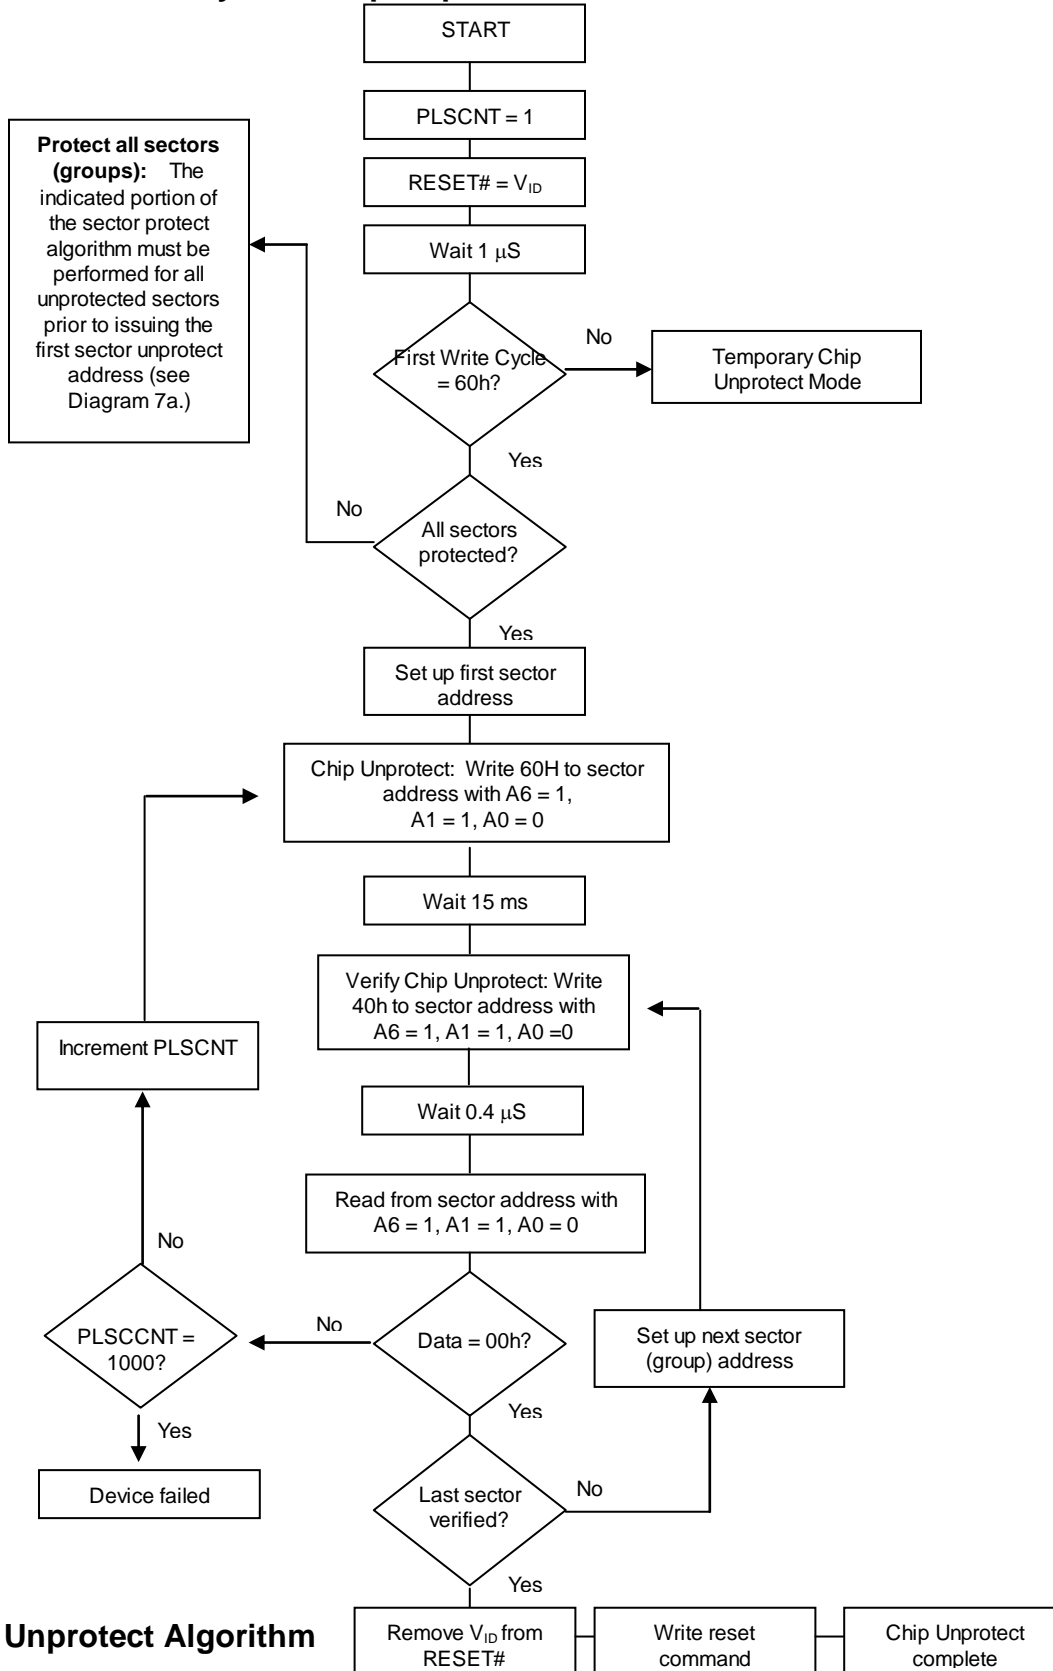 START
PLSCNT = 1
RESET# = VID
Wait 1 µS
Protect all sectors
(groups): The
indicated portion of
the sector protect
algorithm must be
performed for all
unprotected sectors
prior to issuing the
first sector unprotect
address (see
Diagram 7a.)
First Write Cycle
= 60h?
No
Temporary Chip
Unprotect Mode
Yes
No
All sectors
protected?
Yes
Set up first sector
address
Chip Unprotect: Write 60H to sector
address with A6 = 1,
A1 = 1, A0 = 0
Wait 15 ms
Verify Chip Unprotect: Write
40h to sector address with
A6 = 1, A1 = 1, A0 =0
Increment PLSCNT
Wait 0.4 µS
Read from sector address with
A6 = 1, A1 = 1, A0 = 0
No
PLSCCNT =
1000?
No
Data = 00h?
Set up next sector
(group) address
Yes
Yes
Device failed
Last sector
verified?
No
Yes
Unprotect Algorithm
Remove VID from
RESET#
Write reset
command
Chip Unprotect
complete